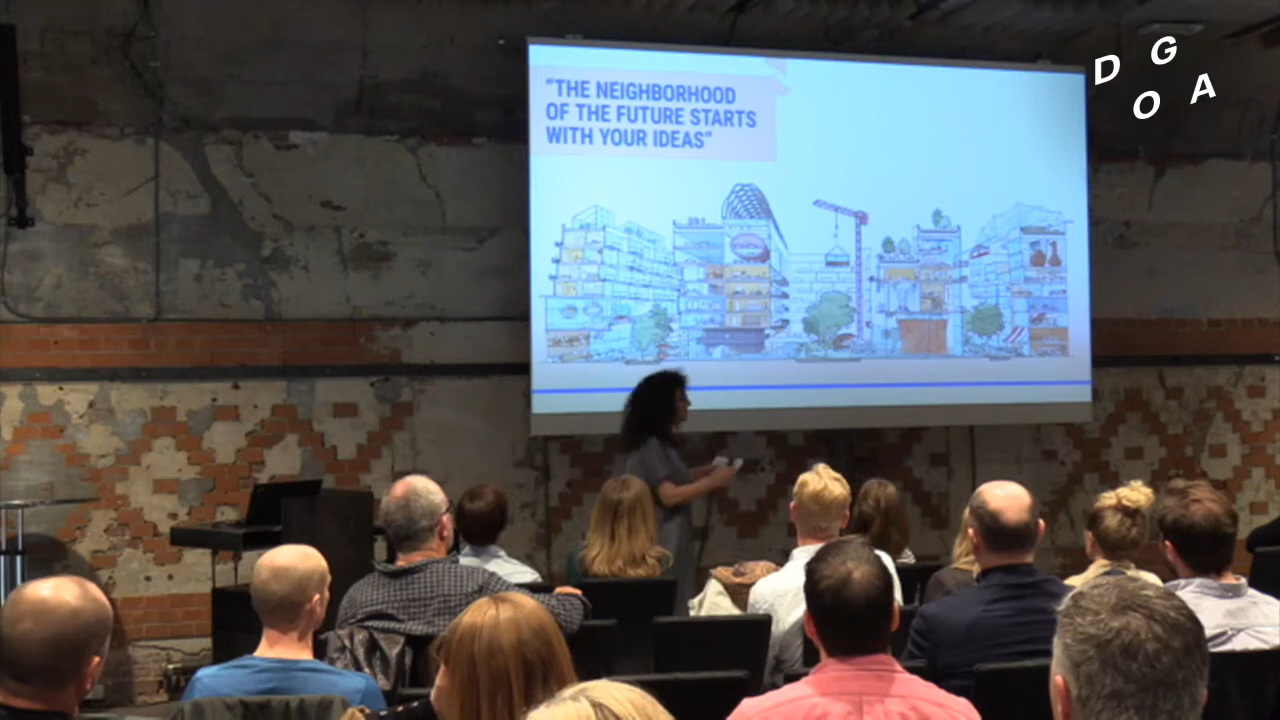 “THE NEIGHBORHOOD
OF THE FUTURE STARTS
WITH YOUR IDEAS”
D G
O A